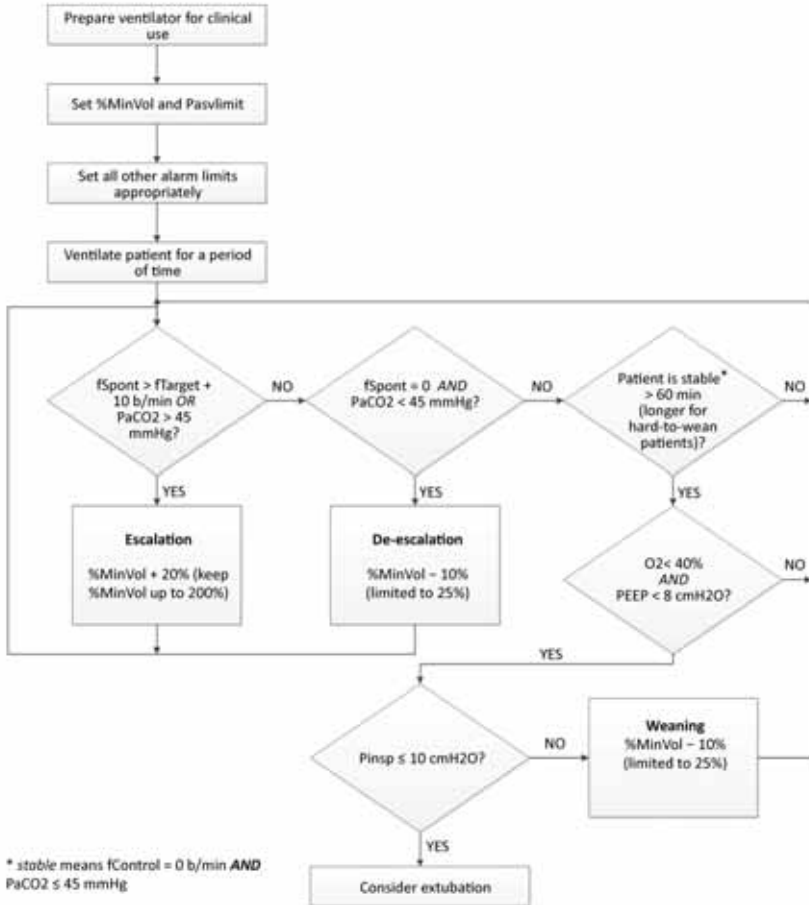 Prepare ventilator for clinical
use
Set %MinVol and Pasvlimit
Set all other alarm limits
appropriately
Ventilate patient for a period
of time
fSpont > fTarget +
10 b/min OR
PaCO2 > 45
mmHg?
NO
fSpont = 0 AND
PaCO2 < 45 mmHg?
NO
Patient is stable*
> 60 min
(longer for
hard-to-wean
patients)?
NO
YES
YES
YES
Escalation
%MinVol + 20% (keep
%MinVol up to 200%)
De-escalation
%MinVol – 10%
(limited to 25%)
O2< 40%
AND
PEEP < 8 cmH2O?
NO
YES
Pinsp ≤ 10 cmH2O?
NO
Weaning
%MinVol – 10%
(limited to 25%)
YES
Consider extubation
* stable means fControl = 0 b/min AND
PaCO2 ≤ 45 mmHg